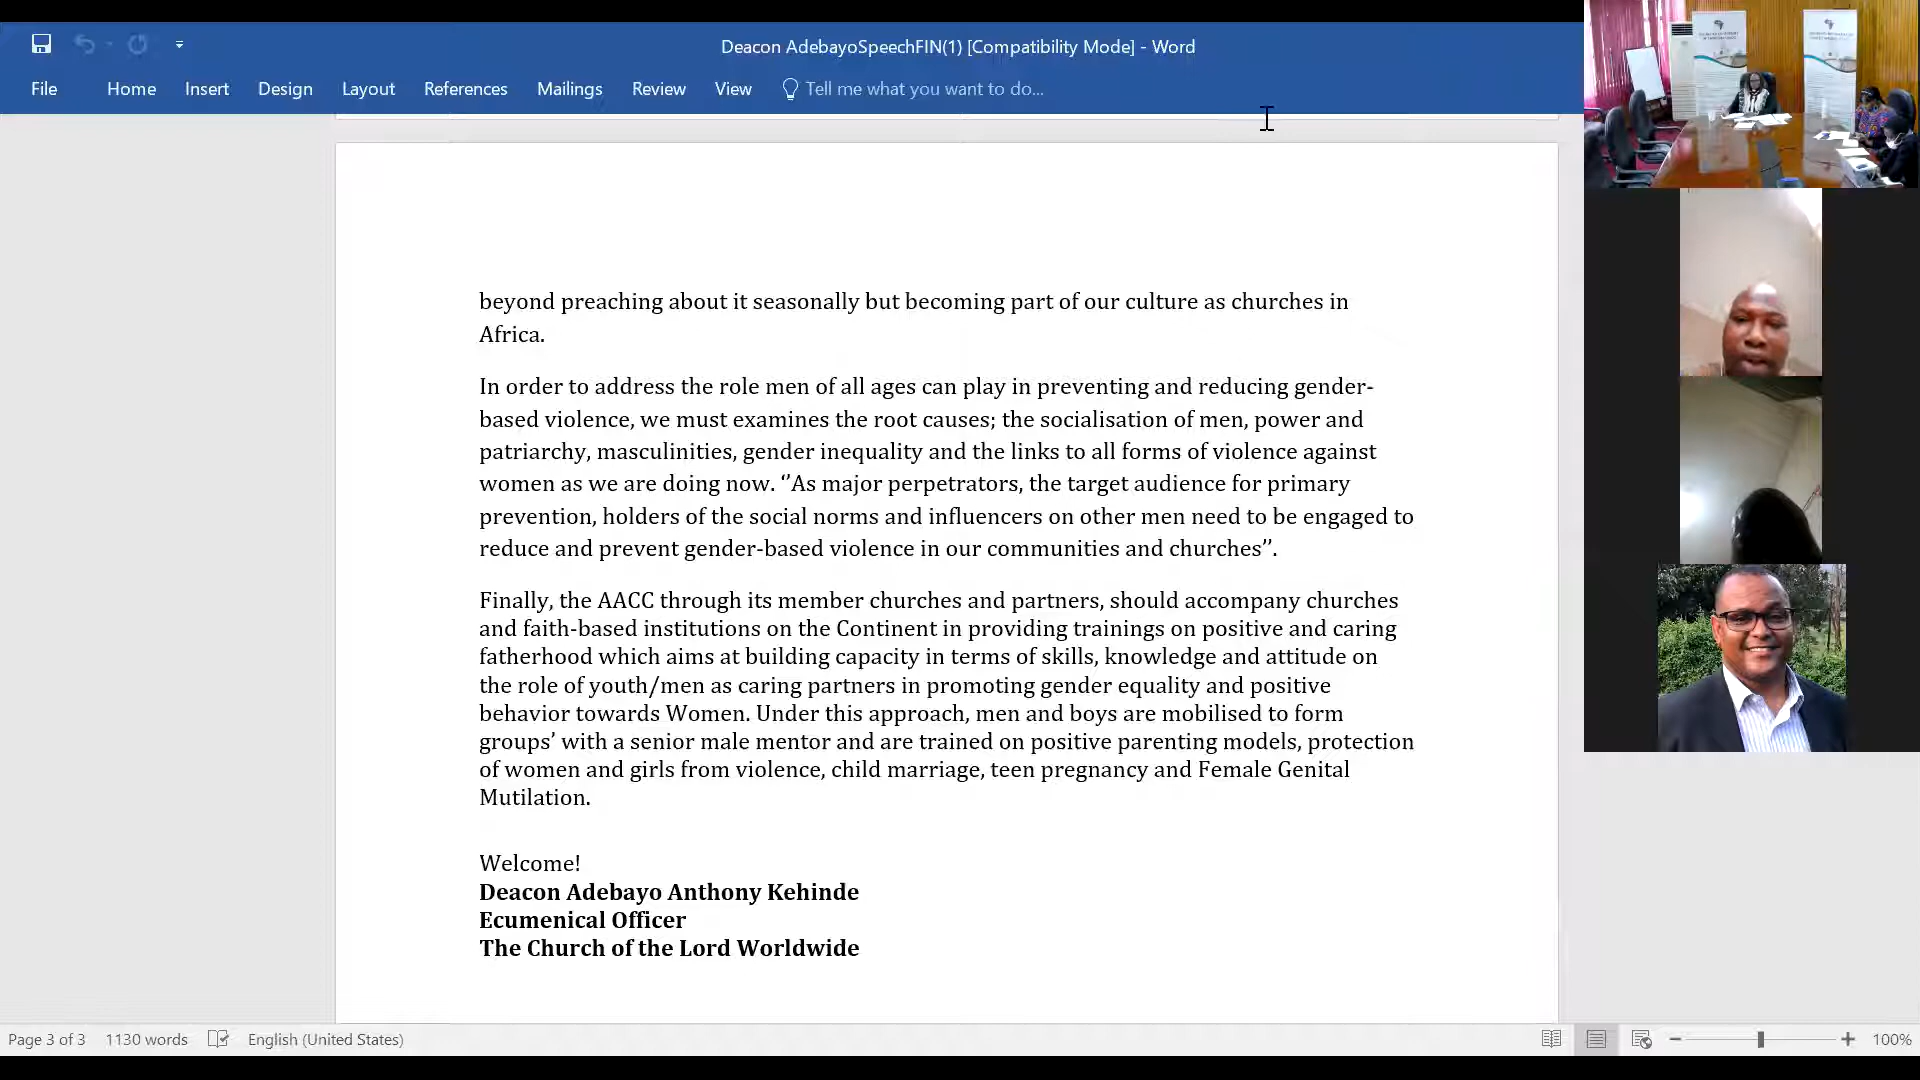 Deacon AdebayoSpeechFIN(1) [Compatibility Mode] - Word
File Home Insert Design Layout References Mailings Review View Tell me what you want to do...
beyond preaching about it seasonally but becoming part of our culture as churches in
Africa.
In order to address the role men of all ages can play in preventing and reducing gender-
based violence, we must examines the root causes; the socialisation of men, power and
patriarchy, masculinities, gender inequality and the links to all forms of violence against
women as we are doing now. ‘’As major perpetrators, the target audience for primary
prevention, holders of the social norms and influencers on other men need to be engaged to
reduce and prevent gender-based violence in our communities and churches’’.
Finally, the AACC through its member churches and partners, should accompany churches
and faith-based institutions on the Continent in providing trainings on positive and caring
fatherhood which aims at building capacity in terms of skills, knowledge and attitude on
the role of youth/men as caring partners in promoting gender equality and positive
behavior towards Women. Under this approach, men and boys are mobilised to form
groups’ with a senior male mentor and are trained on positive parenting models, protection
of women and girls from violence, child marriage, teen pregnancy and Female Genital
Mutilation.
Welcome!
Deacon Adebayo Anthony Kehinde
Ecumenical Officer
The Church of the Lord Worldwide
Page 3 of 3 1130 words English (United States) 100%